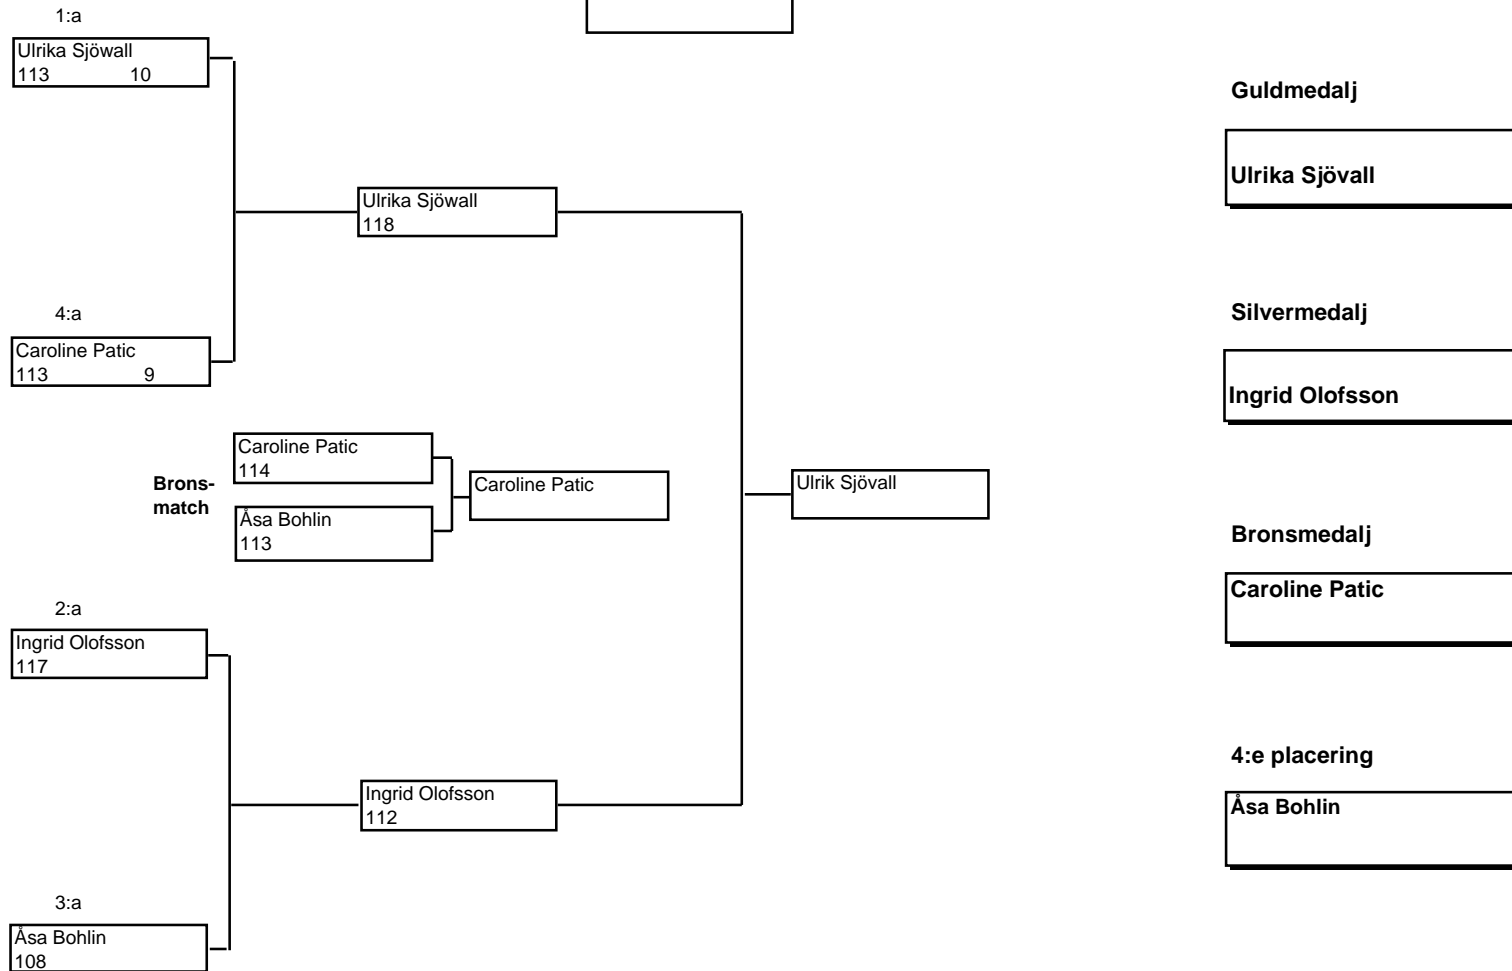 1:a
Ulrika Sjöwall
113 10
4:a
Caroline Patic
113 9
Ulrika Sjöwall
118
Brons-
match
Caroline Patic
114
Åsa Bohlin
113
Caroline Patic
Ulrik Sjövall
2:a
Ingrid Olofsson
117
Ingrid Olofsson
112
3:a
Åsa Bohlin
108
Guldmedalj
Ulrika Sjövall
Silvermedalj
Ingrid Olofsson
Bronsmedalj
Caroline Patic
4:e placering
Åsa Bohlin